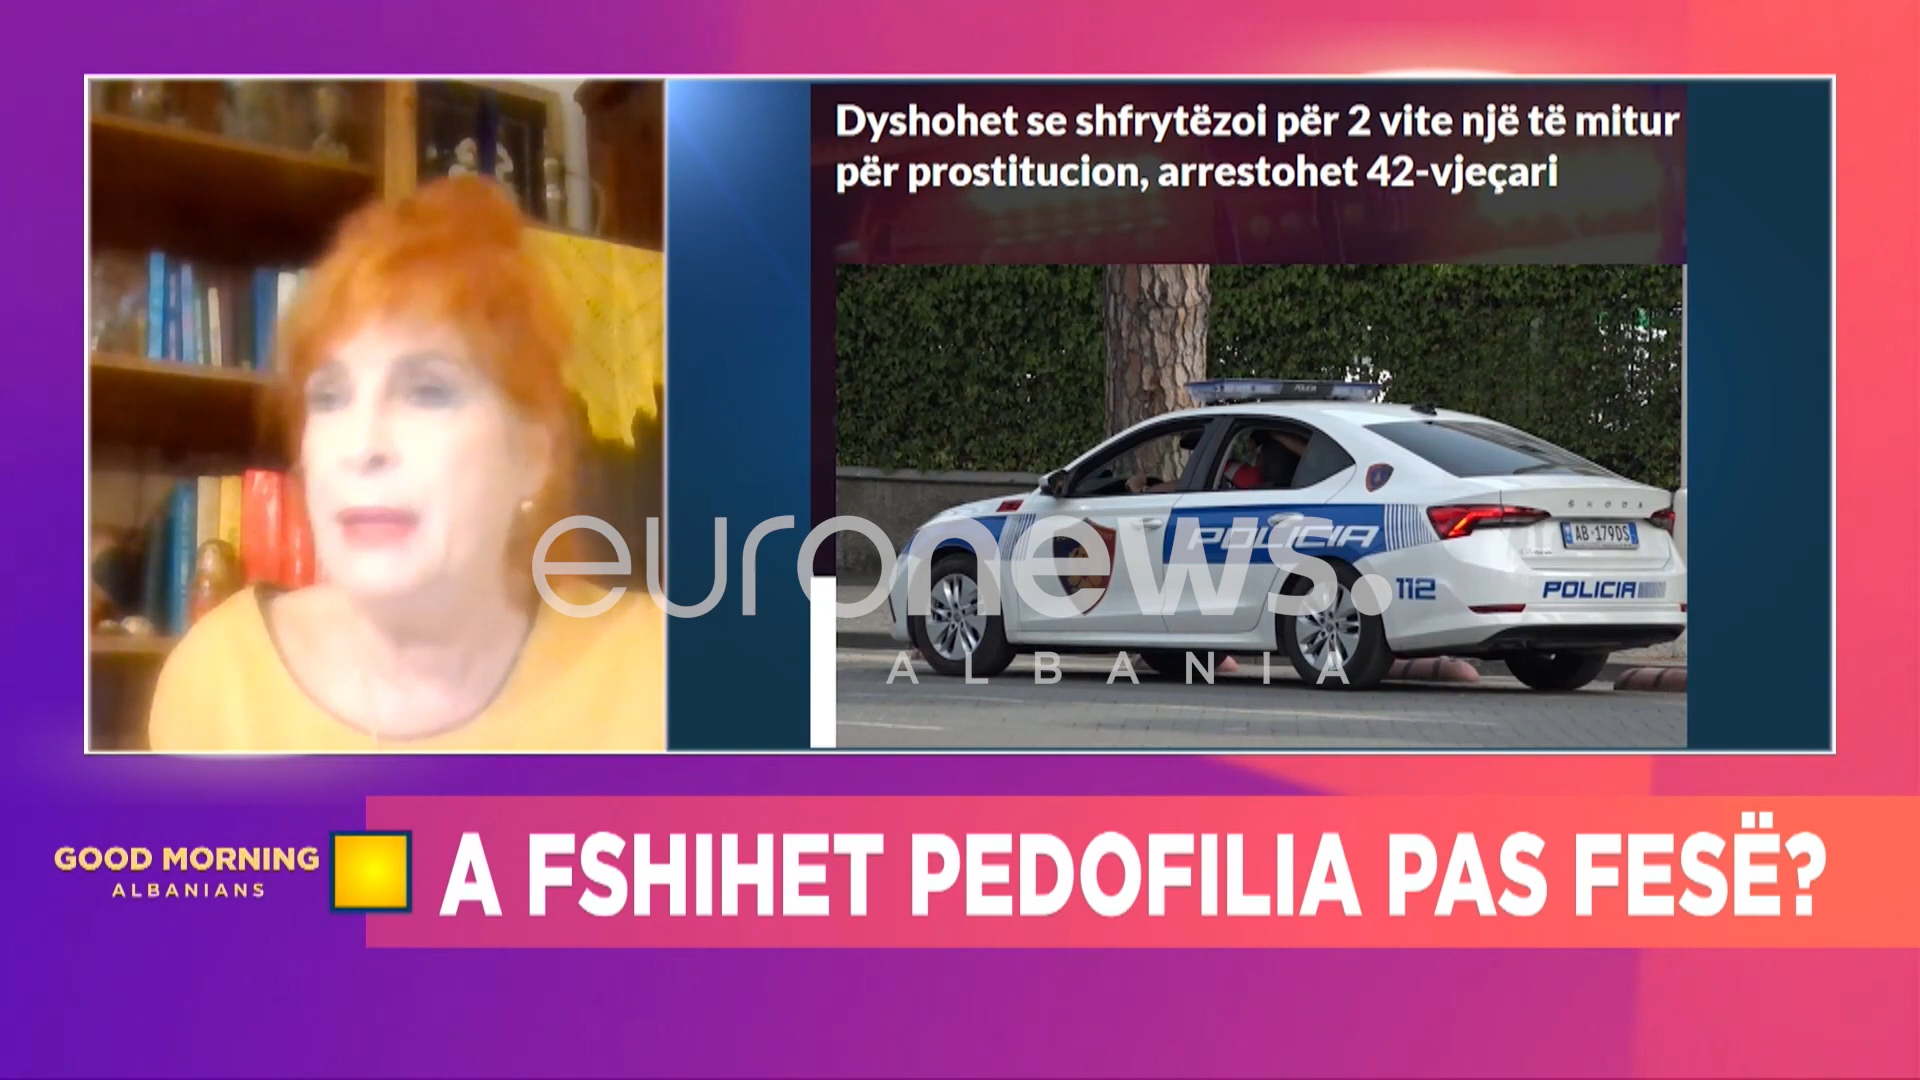 Dyshohet se shfrytëzoi për 2 vite një të mitur
për prostitucion, arrestohet 42-vjeçari
POLICIA
SKODA
AB-179DS
112
POLICIA
euronews.
ALBANIA
GOOD MORNING
ALBANIANS
A FSHIHET PEDOFILIA PAS FESË?